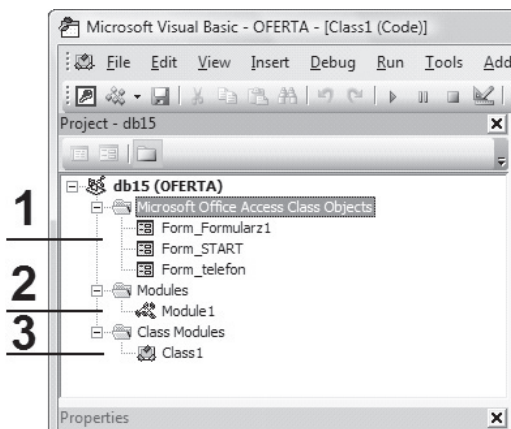 Microsoft Visual Basic - OFERTA - [Class1 (Code)]
File Edit View Insert Debug Run Tools Add
Project - db15
db15 (OFERTA)
1
Microsoft Office Access Class Objects
Form_Formularz1
Form_START
Form_telefon
2
Modules
Module1
3
Class Modules
Class1
Properties